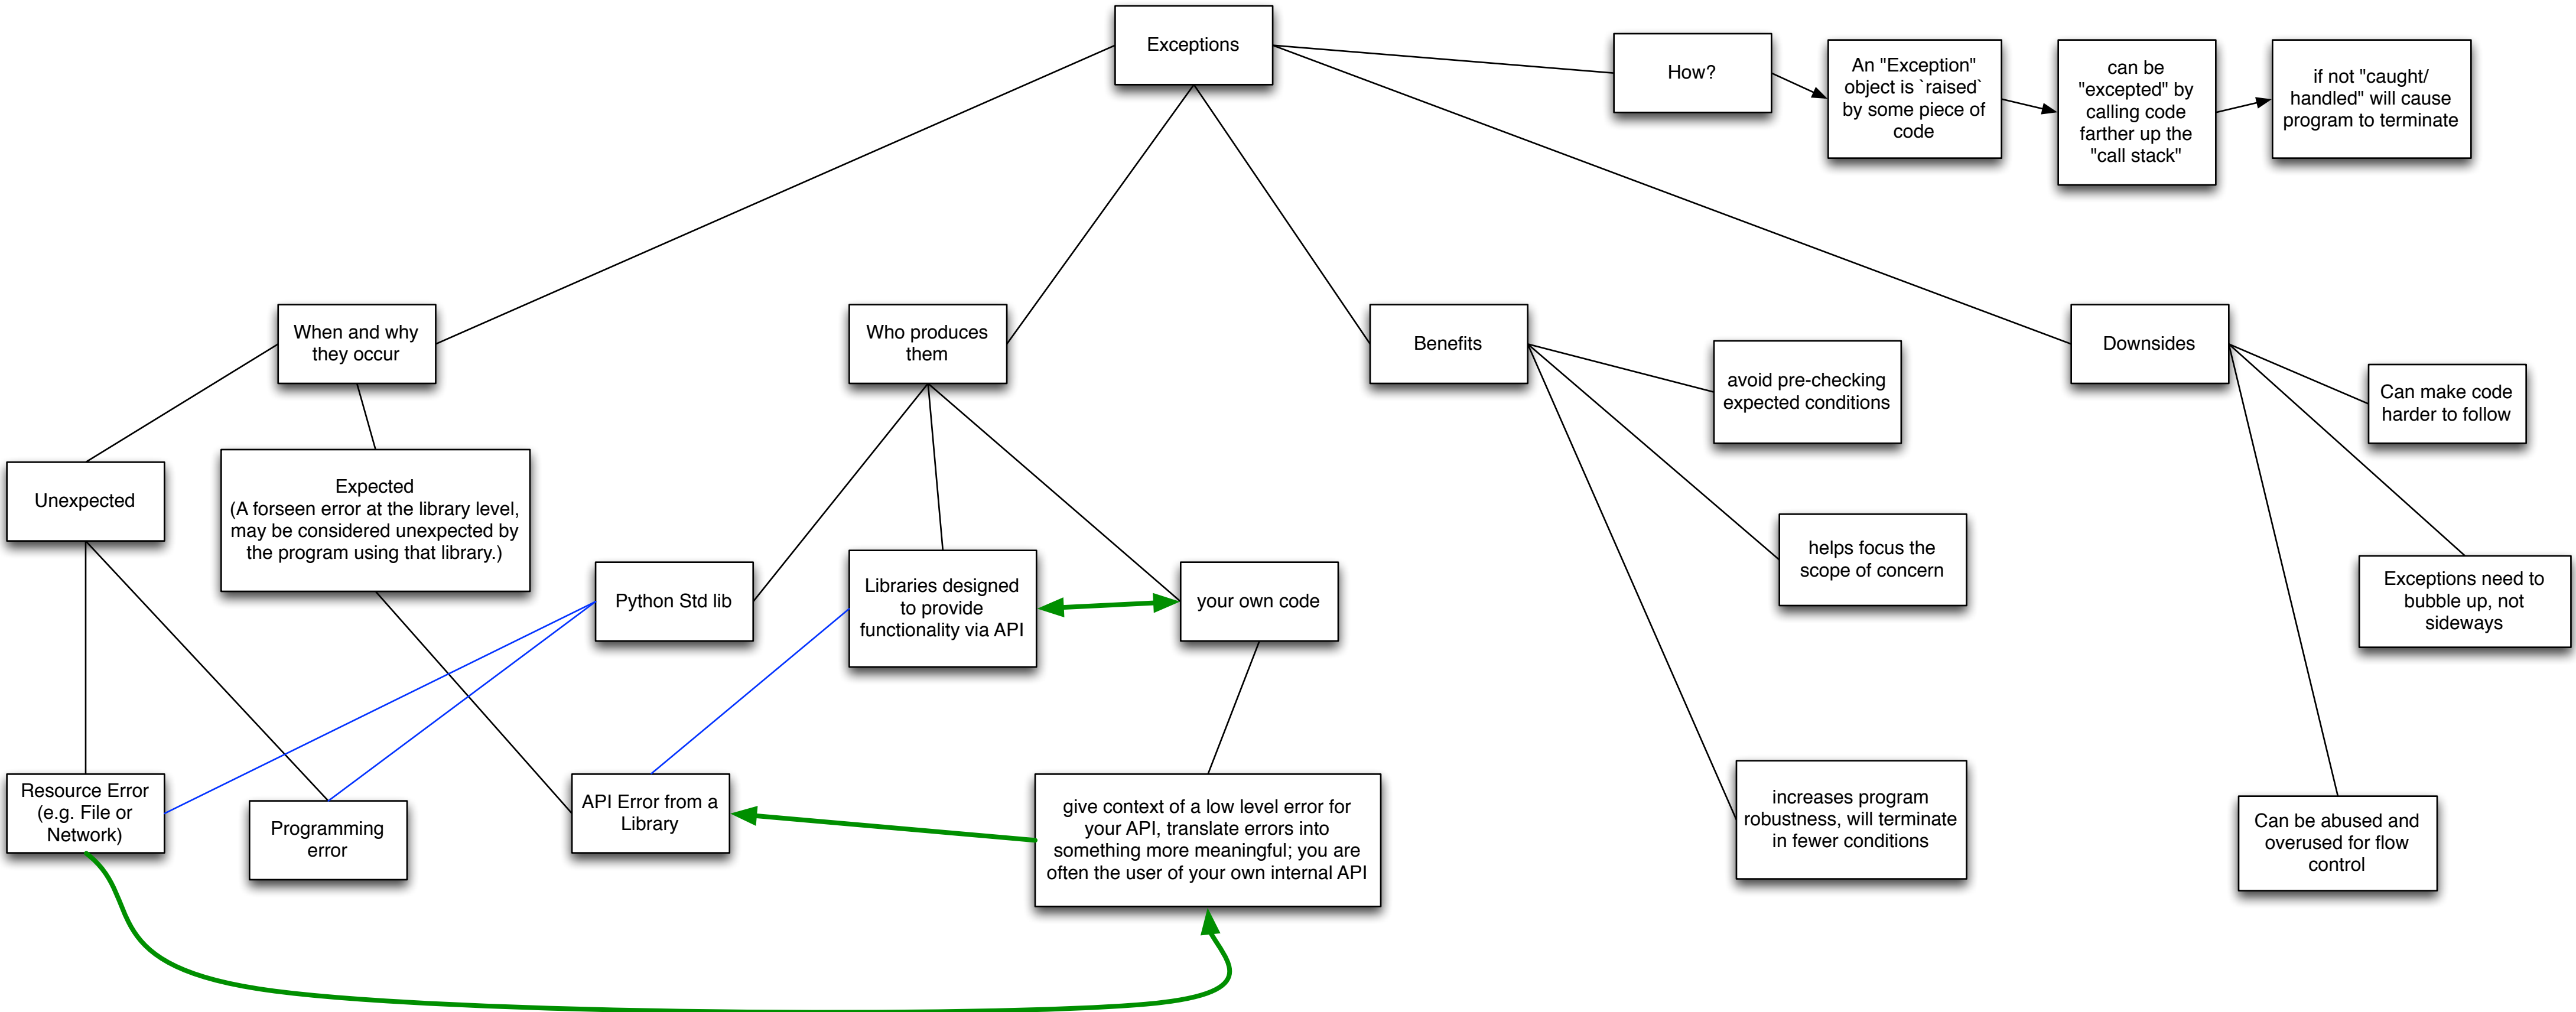 Exceptions
How?
An "Exception"
object is `raised`
by some piece of
code
can be
"excepted" by
calling code
farther up the
"call stack"
if not "caught/
handled" will cause
program to terminate
When and why
they occur
Who produces
them
Benefits
Downsides
avoid pre-checking
expected conditions
Can make code
harder to follow
Unexpected
Expected
(A forseen error at the library level,
may be considered unexpected by
the program using that library.)
Python Std lib
Libraries designed
to provide
functionality via API
your own code
helps focus the
scope of concern
Exceptions need to
bubble up, not
sideways
Resource Error
(e.g. File or
Network)
Programming
error
API Error from a
Library
give context of a low level error for
your API, translate errors into
something more meaningful; you are
often the user of your own internal API
increases program
robustness, will terminate
in fewer conditions
Can be abused and
overused for flow
control